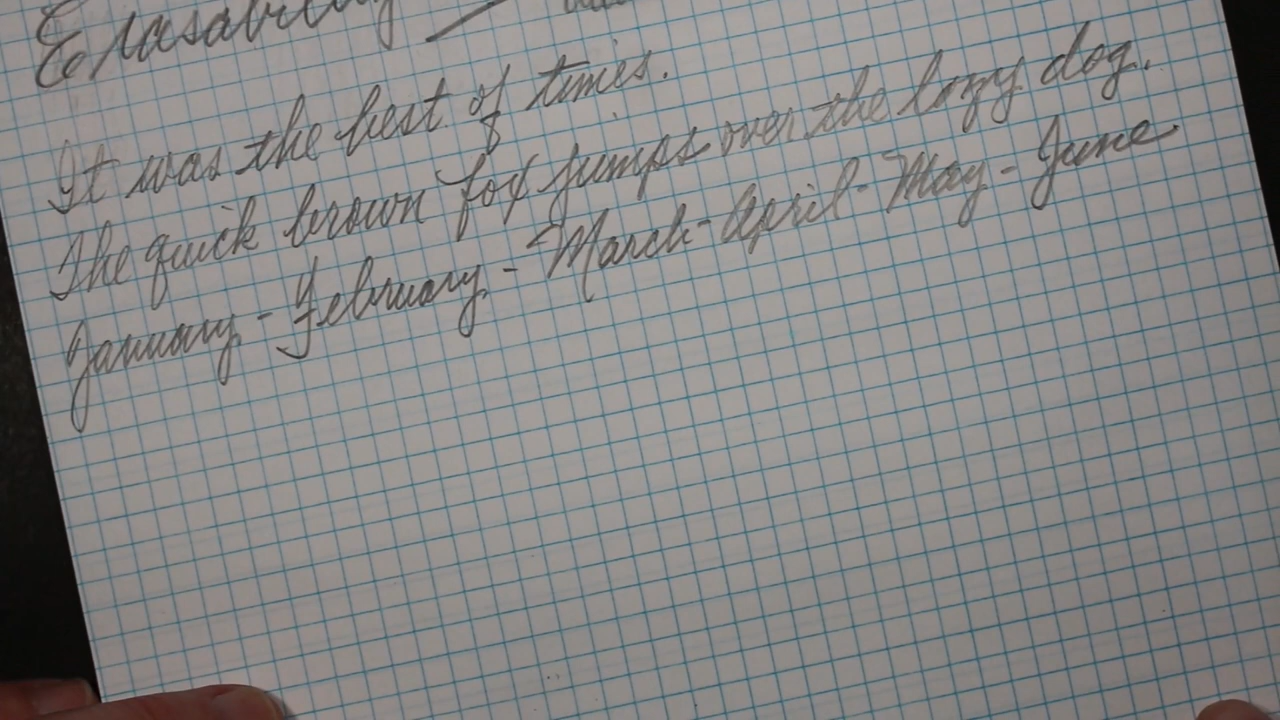 Erasability
It was the best of times.
The quick brown fox jumps over the lazy dog.
January - February - March - April - May - June